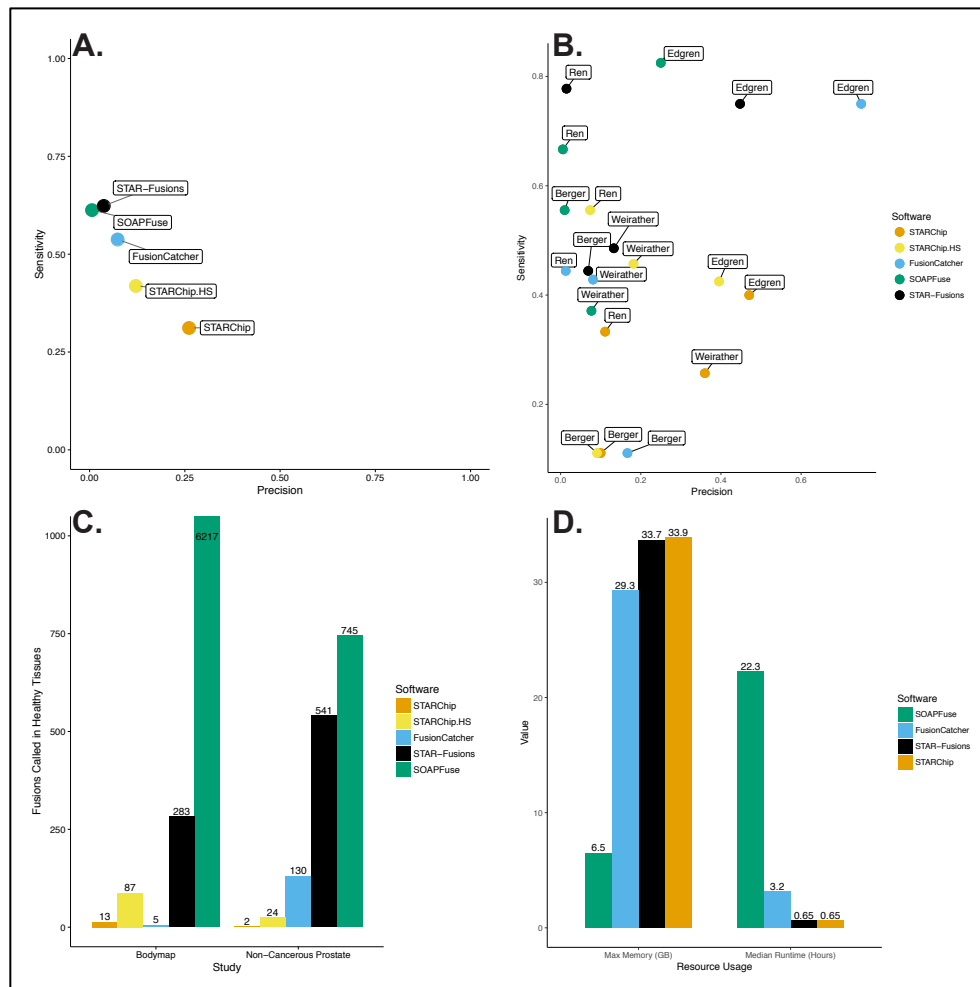 A.
1.00
0.75
0.50
0.25
0.00
Sensitivity
STAR−Fusions
SOAPFuse
FusionCatcher
STARChip.HS
STARChip
0.00
0.25
0.50
0.75
1.00
Precision
B.
0.8
0.6
0.4
0.2
Sensitivity
Edgren
Ren
Edgren
Edgren
Ren
Berger
Ren
Weirather
Berger
Weirather
Ren
Weirather
Edgren
Edgren
Weirather
Ren
Weirather
Berger
Berger
Berger
0.0
0.2
0.4
0.6
Precision
Software
STARChip
STARChip.HS
FusionCatcher
SOAPFuse
STAR−Fusions
C.
1000
750
500
250
0
Fusions Called in Healthy Tissues
6217
745
541
283
130
87
24
13
5
2
Bodymap
Non−Cancerous Prostate
Study
Software
STARChip
STARChip.HS
FusionCatcher
STAR−Fusions
SOAPFuse
D.
30
20
10
0
Value
33.7
33.9
29.3
22.3
6.5
3.2
0.65
0.65
Max Memory (GB)
Median Runtime (Hours)
Resource Usage
Software
SOAPFuse
FusionCatcher
STAR−Fusions
STARChip